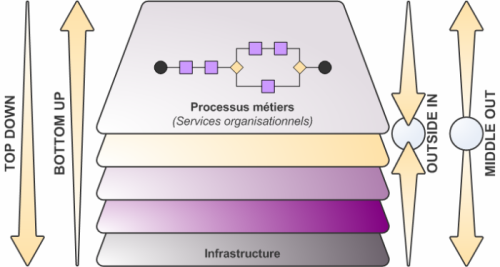 TOP DOWN
BOTTOM UP
Processus métiers
(Services organisationnels)
Infrastructure
OUTSIDE IN
MIDDLE OUT